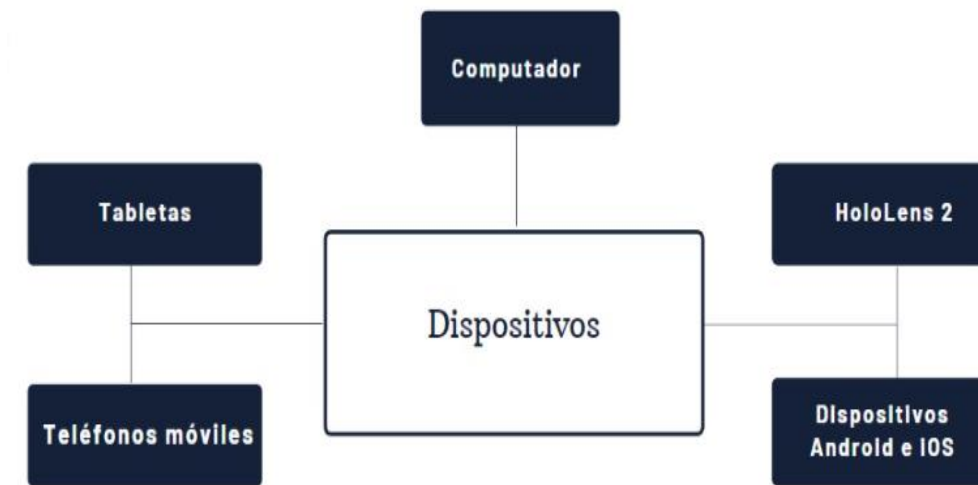 Computador
Tabletas
HoloLens 2
Dispositivos
Teléfonos móviles
Dispositivos
Android e iOS